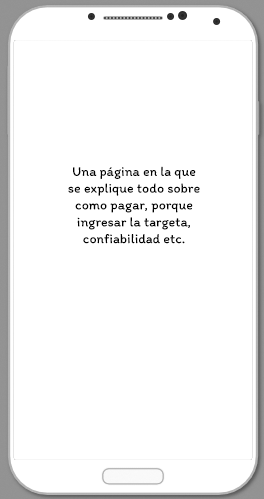 Una página en la que
se explique todo sobre
como pagar, porque
ingresar la targeta,
confiabilidad etc.